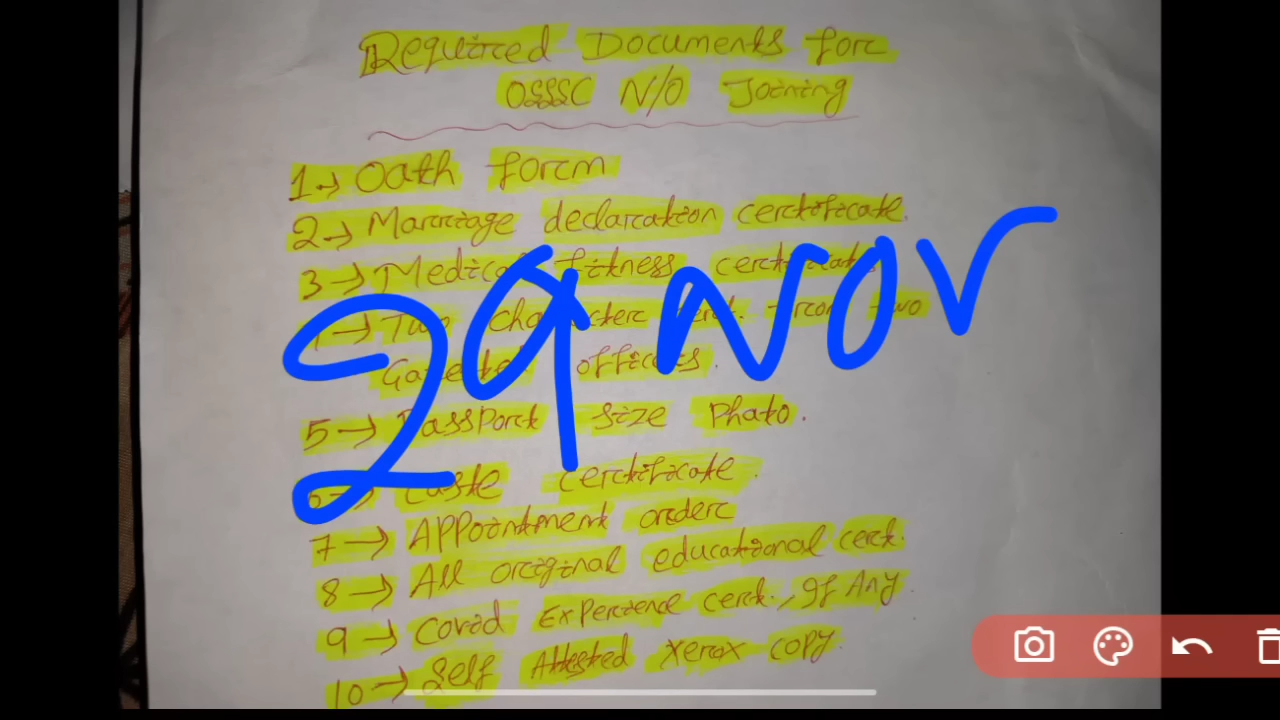 Required Documents for
OSSSC N/O Joining
1→ Oath form
2→ Marriage declaration certificate.
3→ Medical fitness certificate
4→ Two Character cert. from two
Gazetted officers.
5→ Passport size Phato.
6→ Caste certificate.
7→ Appointment order
8→ All original educational cert.
9→ Covid Experience cert., If Any.
10→ Self Attested xerox copy.
29 NOV